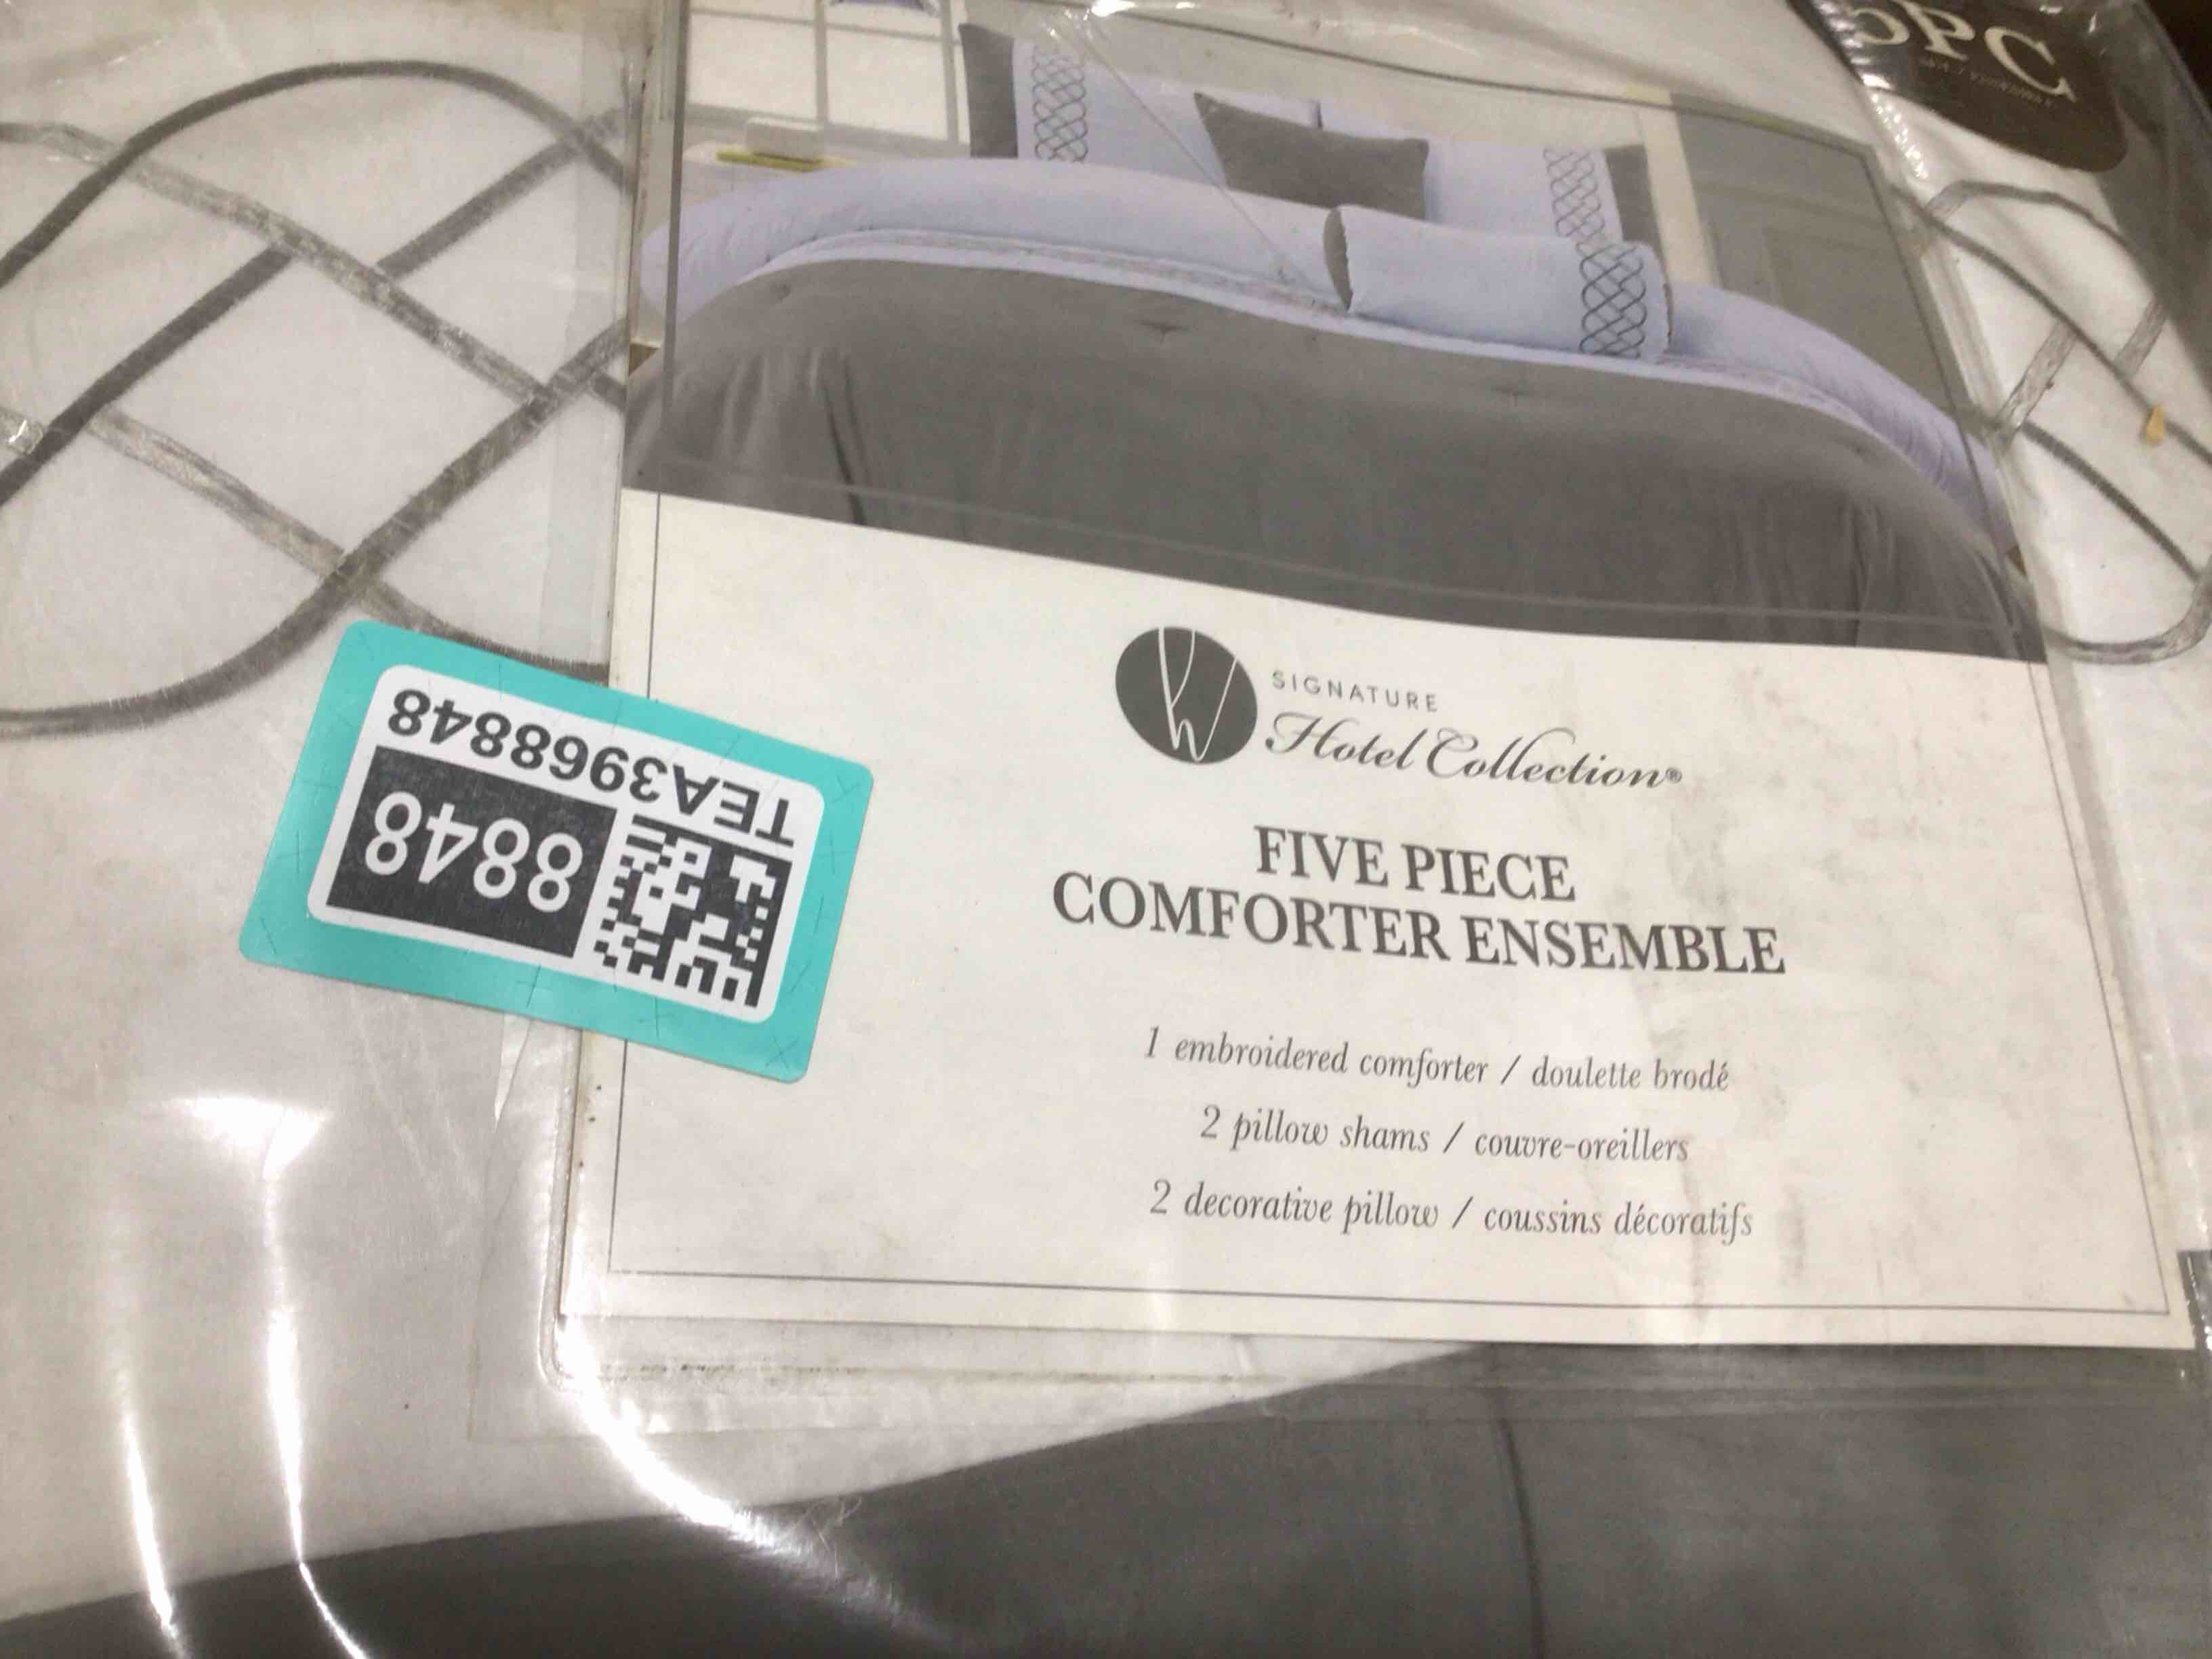 5PC
SIGNATURE
Hotel Collection®
FIVE PIECE
COMFORTER ENSEMBLE
1 embroidered comforter / doulette brodé
2 pillow shams / couvre-oreillers
2 decorative pillow / coussins décoratifs
TEA3968848
8848